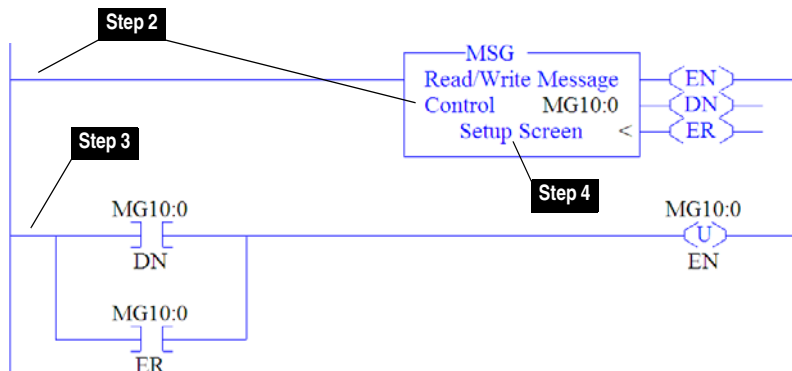 Step 2
MSG
Read/Write Message
Control MG10:0
Setup Screen <
EN
DN
ER
Step 3
Step 4
MG10:0
DN
MG10:0
U
EN
MG10:0
ER